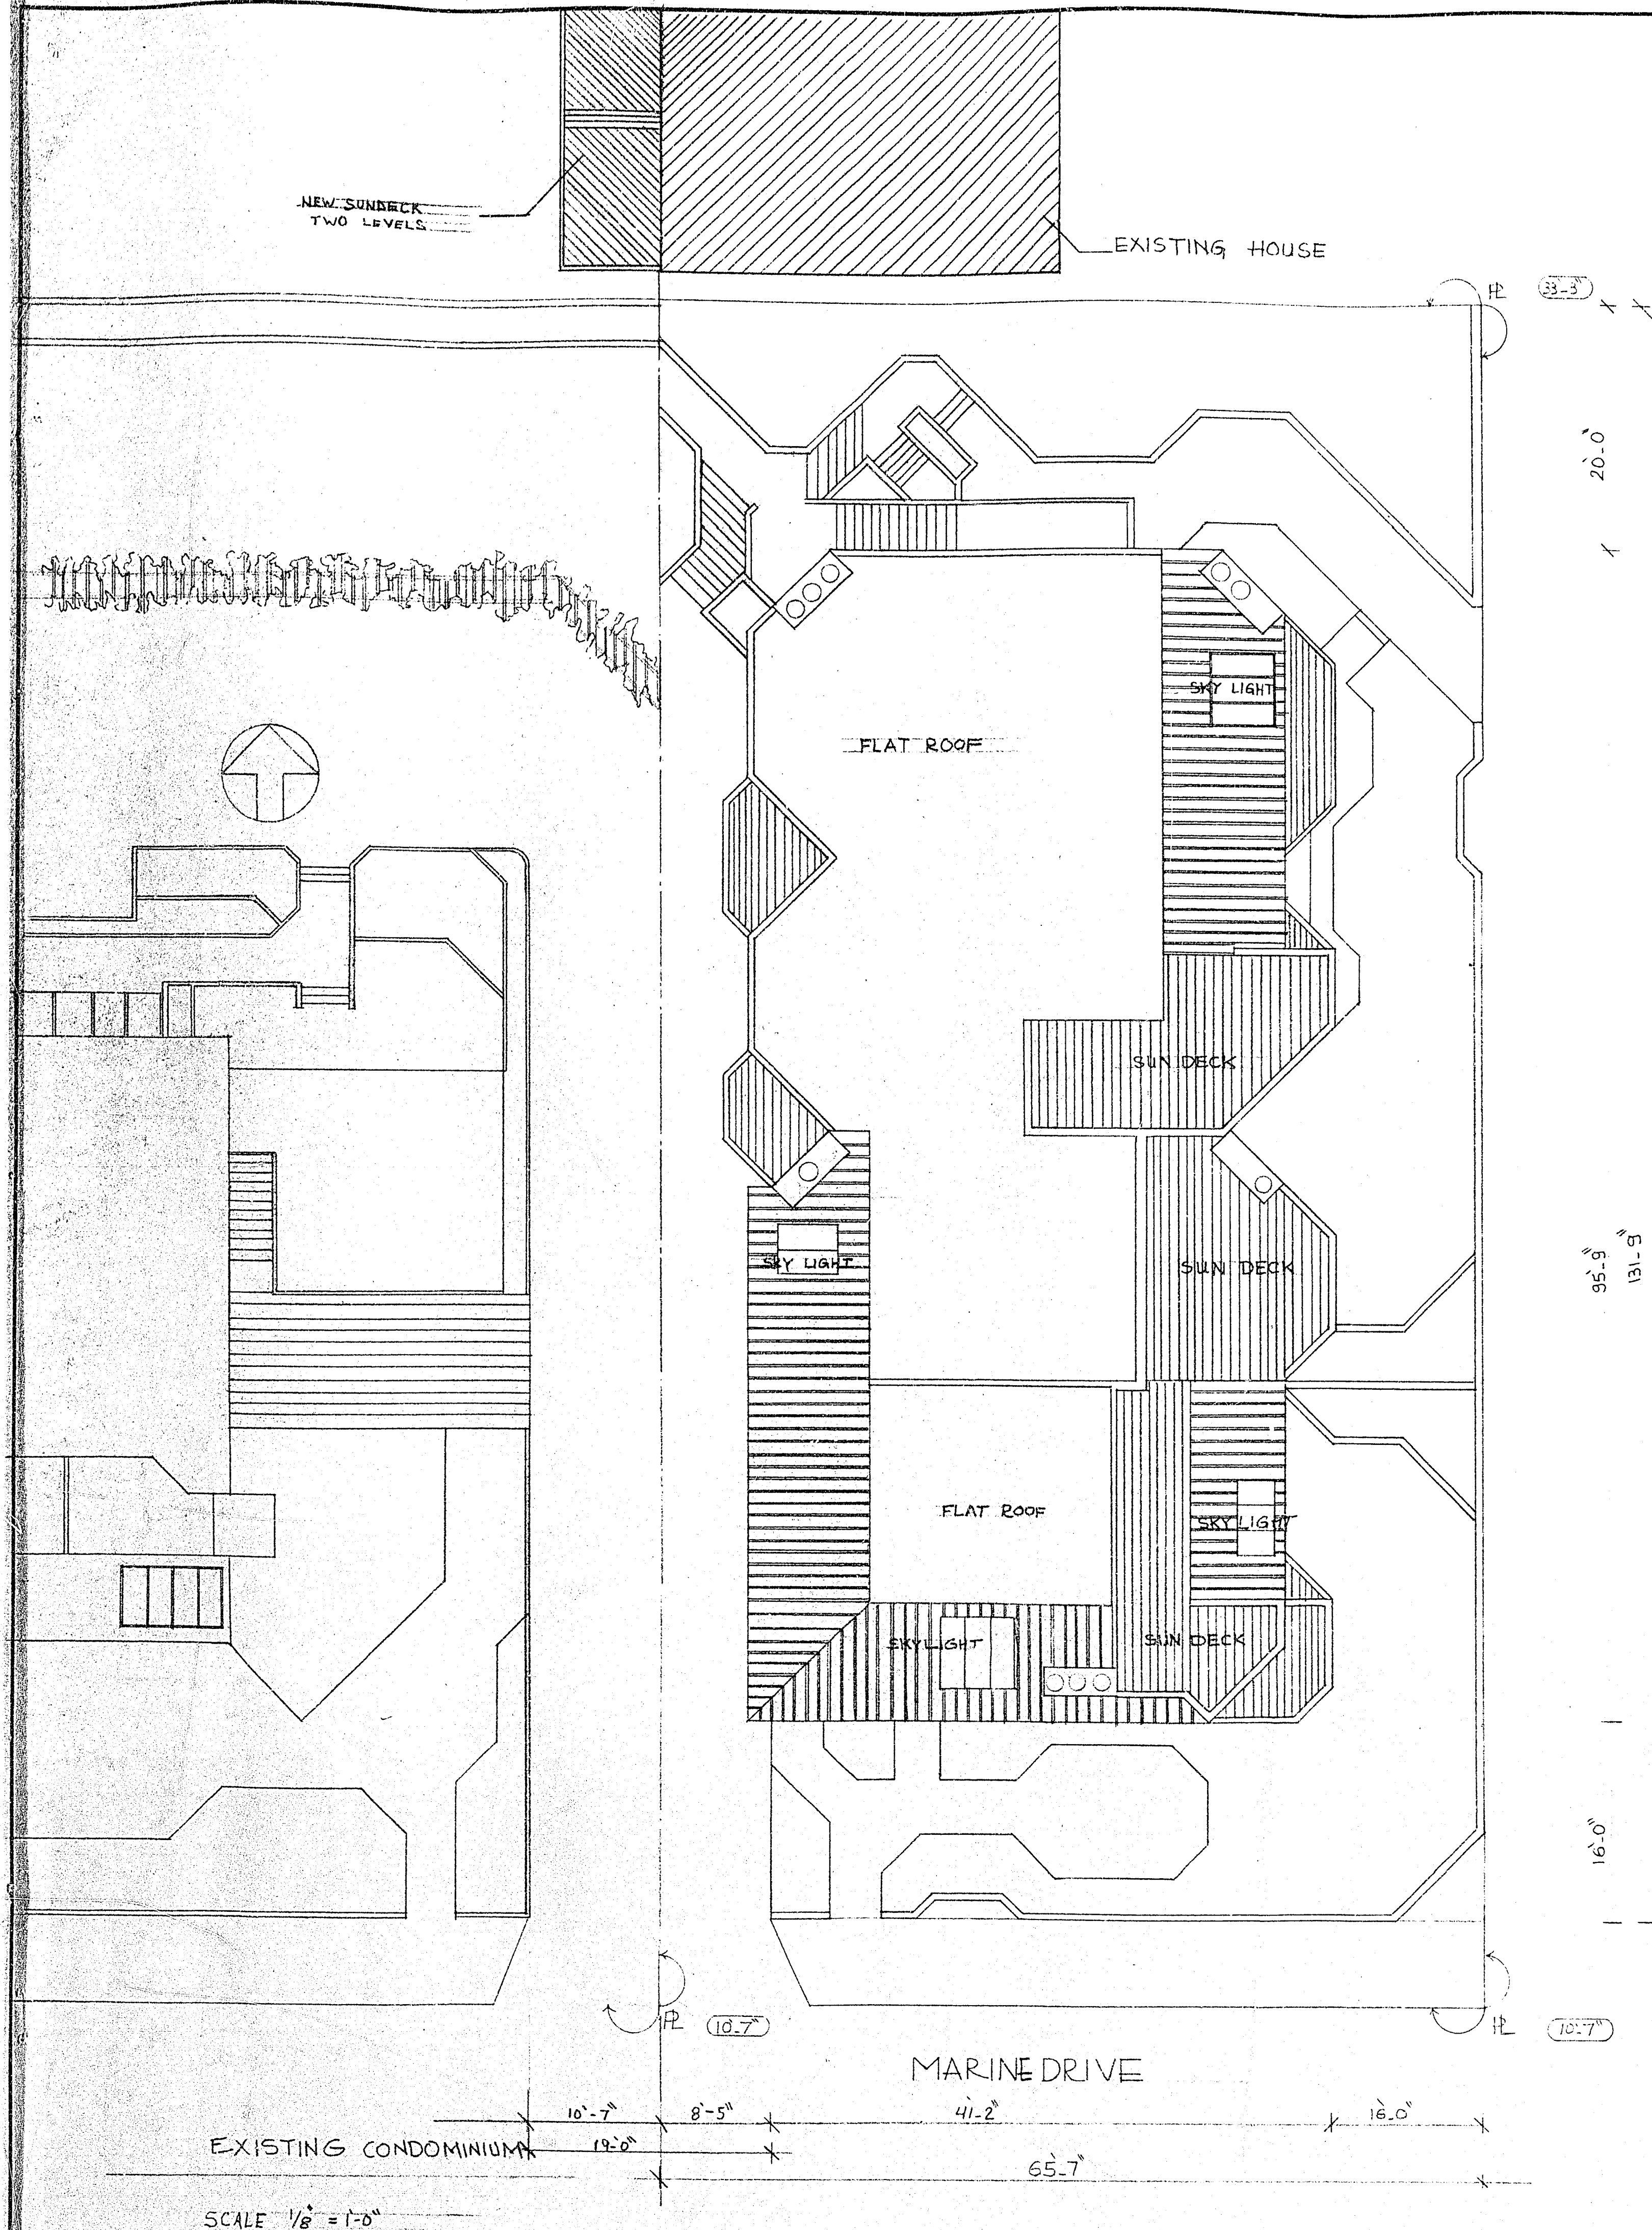 NEW SUNDECK
TWO LEVELS
EXISTING HOUSE
PL
33-3"
20'-0"
SKY LIGHT
FLAT ROOF
SUN DECK
SKY LIGHT
SUN DECK
95'-9"
131'-9"
FLAT ROOF
SKY LIGHT
SKYLIGHT
SUN DECK
16'-0"
PL
10'-7"
PL
10'-7"
MARINE DRIVE
10'-7"
8'-5"
41'-2"
16'-0"
EXISTING CONDOMINIUM
19'-0"
65'-7"
SCALE 1/8" = 1'-0"